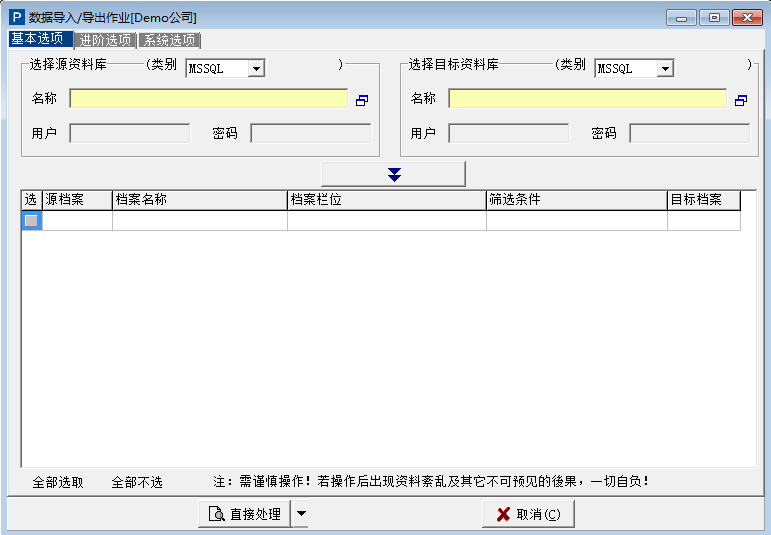 P 数据导入/导出作业[Demo公司]
基本选项 进阶选项 系统选项
选择源资料库 (类别 MSSQL ) 选择目标资料库 (类别 MSSQL )
名称 名称
用户 密码 用户 密码
选 源档案 档案名称 档案栏位 筛选条件 目标档案
全部选取 全部不选 注: 需谨慎操作! 若操作后出现资料紊乱及其它不可预见的後果, 一切自负!
直接处理 取消(C)